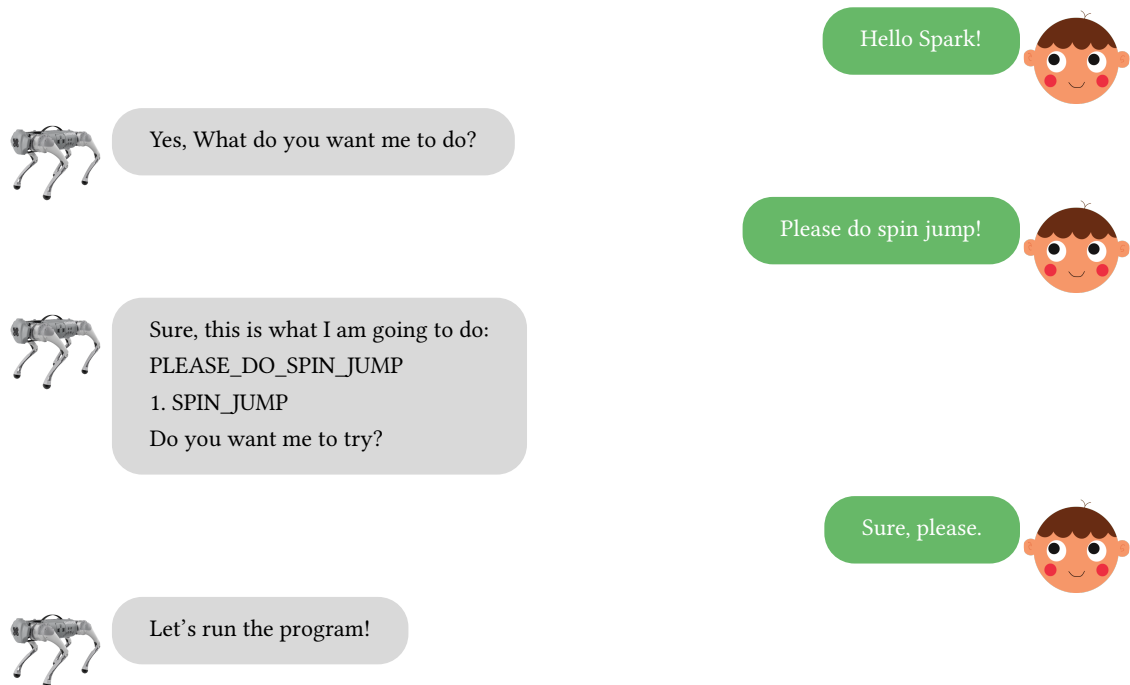 Hello Spark!
Yes, What do you want me to do?
Please do spin jump!
Sure, this is what I am going to do:
PLEASE_DO_SPIN_JUMP
1. SPIN_JUMP
Do you want me to try?
Sure, please.
Let’s run the program!